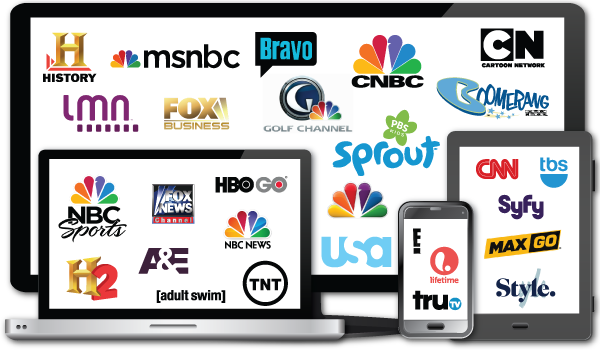 H
HISTORY
msnbc
Bravo
CNBC
CN
CARTOON NETWORK
LMN
FOX
BUSINESS
G
GOLF CHANNEL
BOOMERANG
PBS
KIDS
sprout
usa
NBC
Sports
FOX
NEWS
channel
HBO GO
NBC NEWS
H2
A&E
[adult swim]
TNT
E!
lifetime
truTV
CNN
tbs
Syfy
MAX GO
Style.